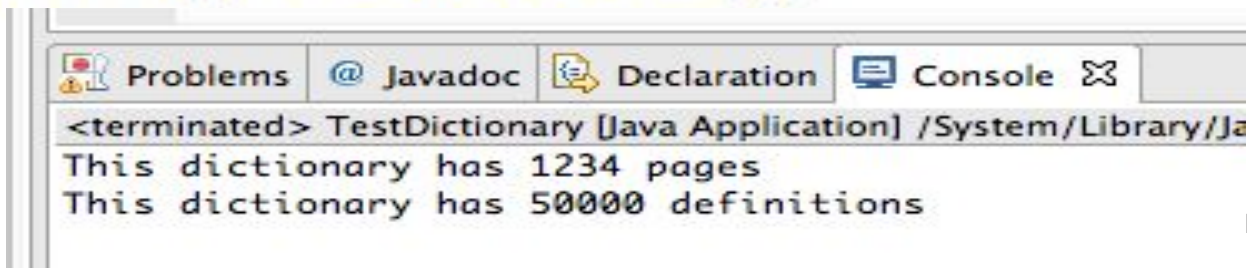 Problems @ Javadoc Declaration Console
<terminated> TestDictionary [Java Application] /System/Library/Ja
This dictionary has 1234 pages
This dictionary has 50000 definitions